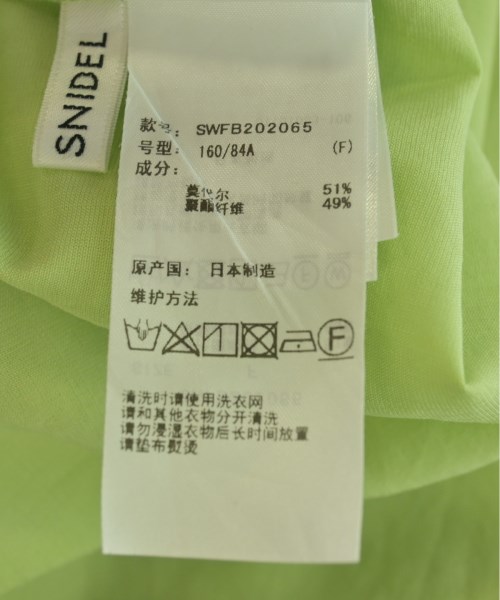 SNIDEL
款号: SWFB202065
号型: 160/84A (F)
成分:
莫代尔 51%
聚酯纤维 49%
原产国: 日本制造
维护方法
F
清洗时请使用洗衣网
请和其他衣物分开清洗
请勿浸湿衣物后长时间放置
请垫布熨烫